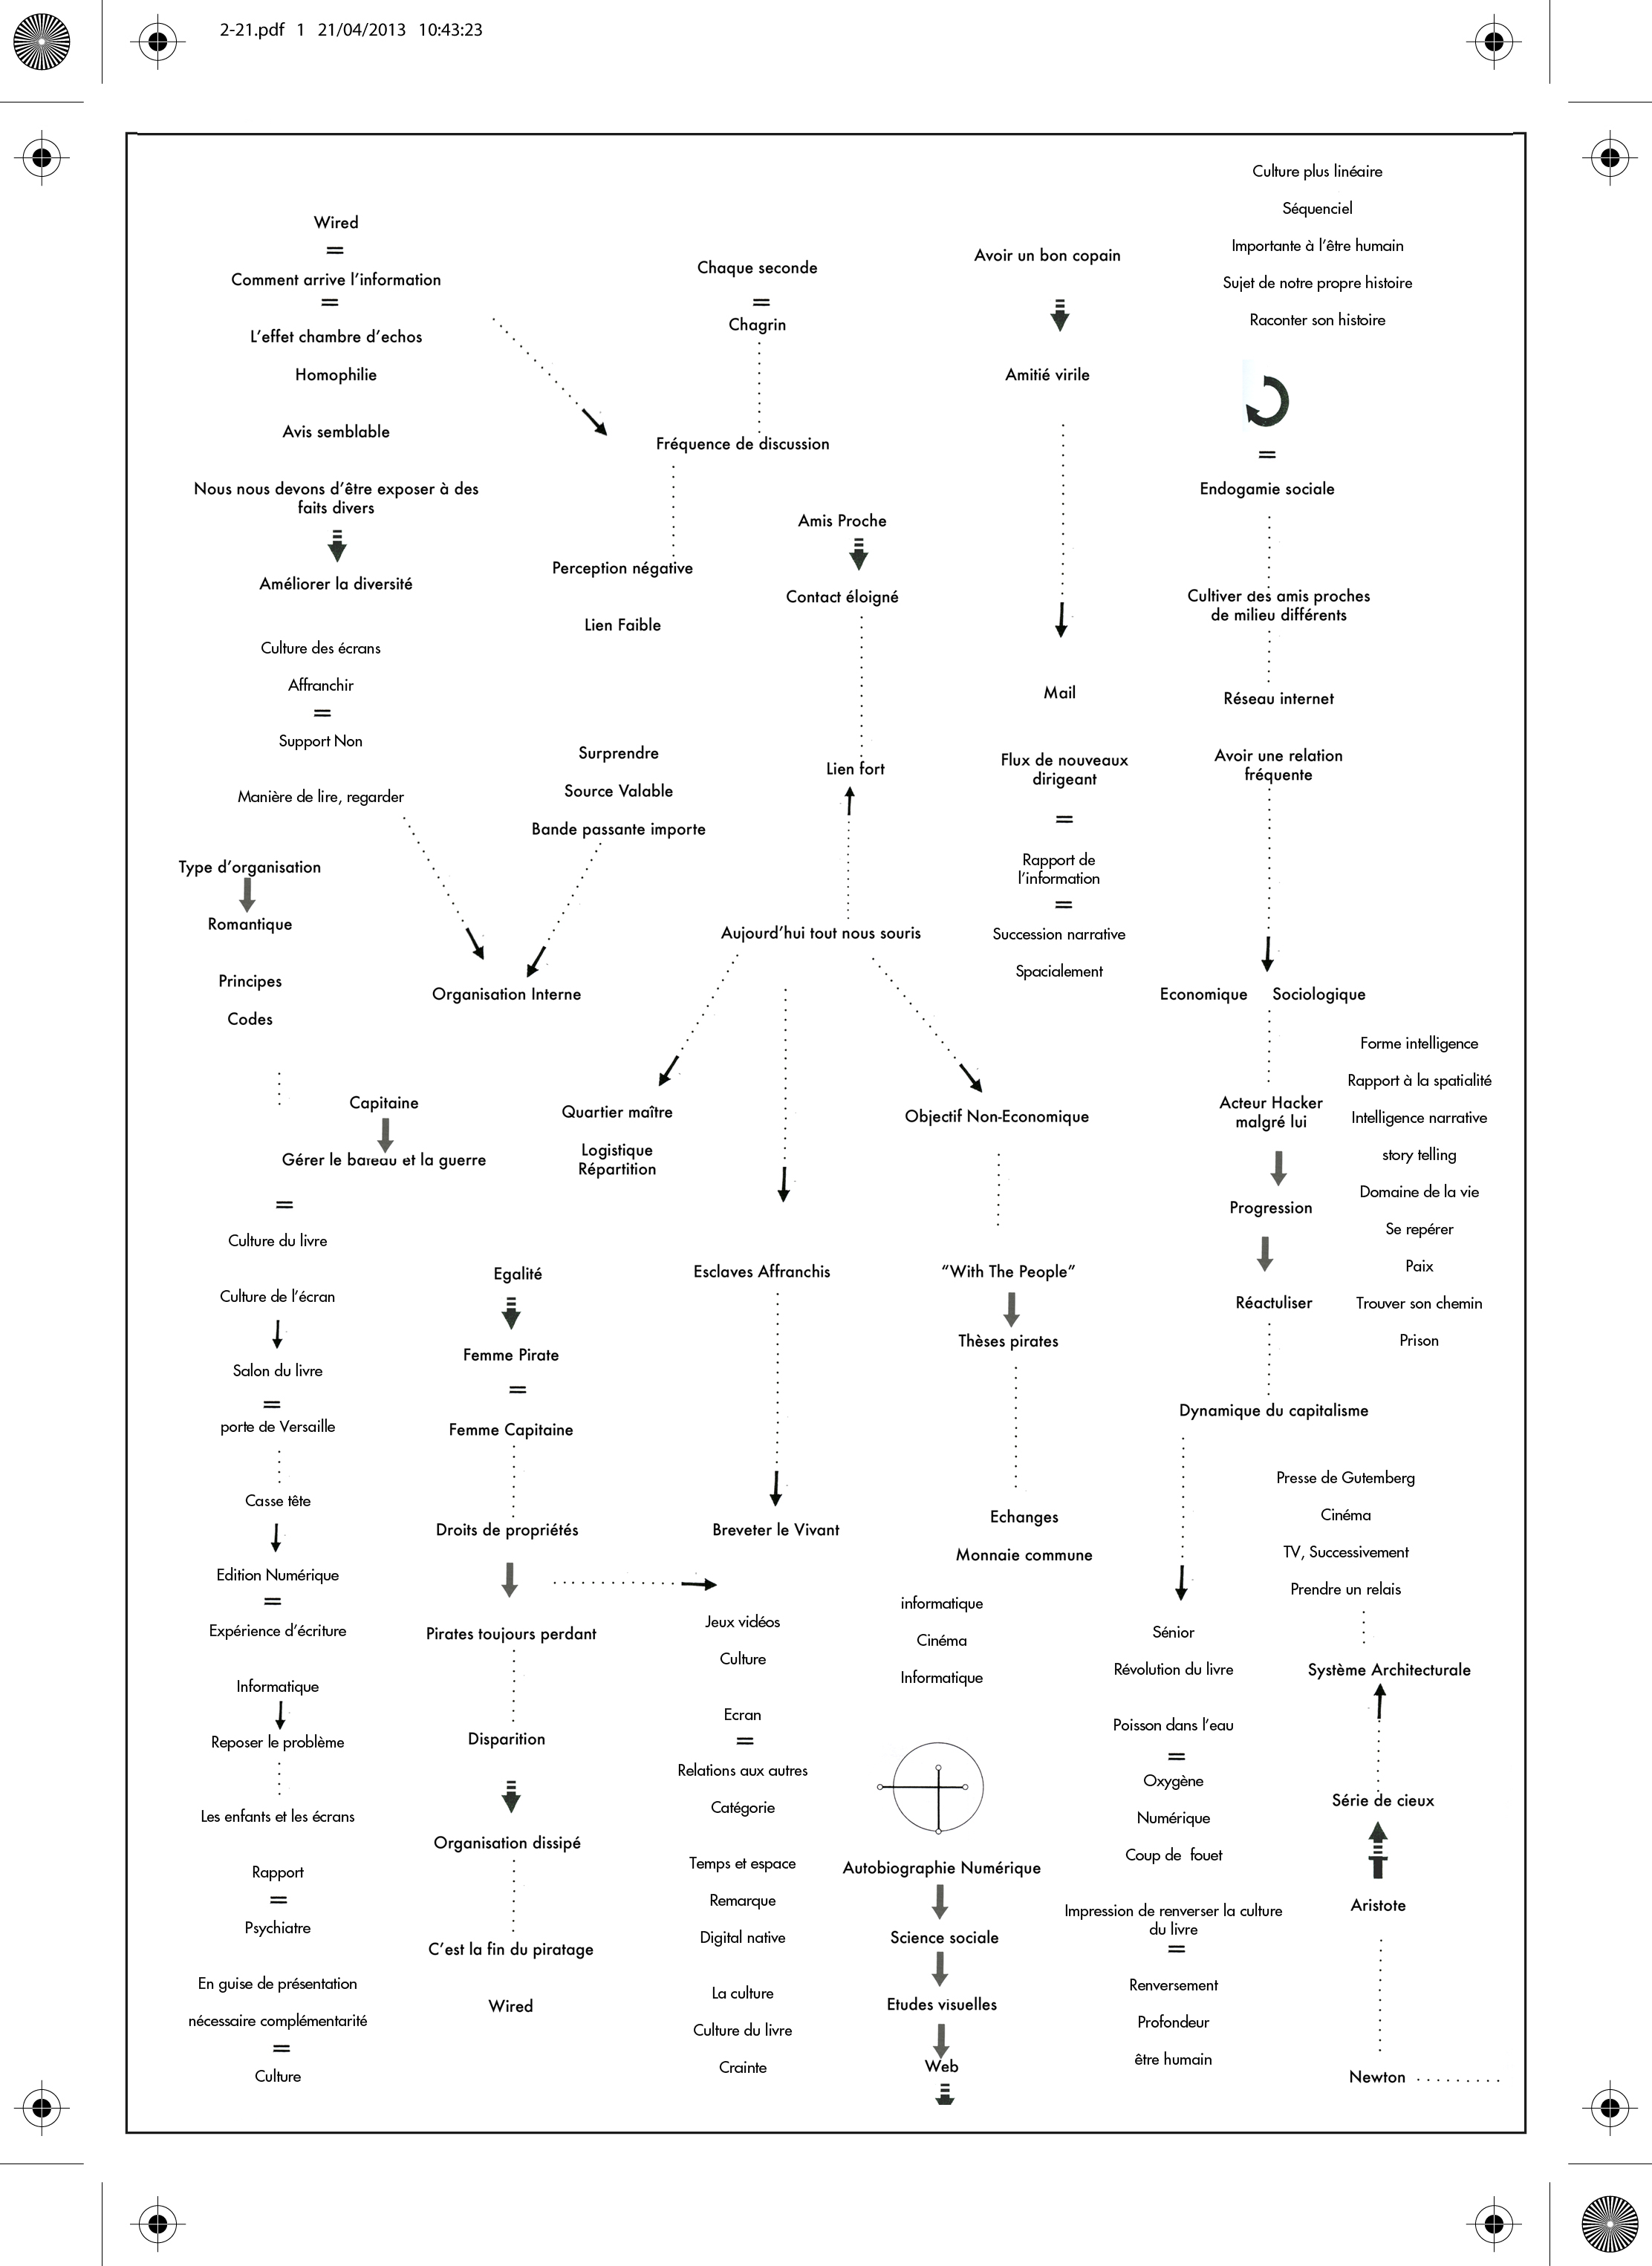 2-21.pdf 1 21/04/2013 10:43:23
Wired
=
Comment arrive l’information
=
L’effet chambre d’echos
Homophilie
Avis semblable
Nous nous devons d’être exposer à des
faits divers
Améliorer la diversité
Culture des écrans
Affranchir
=
Support Non
Manière de lire, regarder
Type d’organisation
Romantique
Principes
Codes
Capitaine
Gérer le bateau et la guerre
=
Culture du livre
Culture de l’écran
Salon du livre
=
porte de Versaille
Casse tête
Edition Numérique
=
Expérience d’écriture
Informatique
Reposer le problème
Les enfants et les écrans
Rapport
=
Psychiatre
En guise de présentation
nécessaire complémentarité
=
Culture
Chaque seconde
=
Chagrin
Fréquence de discussion
Perception négative
Lien Faible
Surprendre
Source Valable
Bande passante importe
Organisation Interne
Amis Proche
Contact éloigné
Lien fort
Aujourd’hui tout nous souris
Quartier maître
Logistique
Répartition
Egalité
Femme Pirate
=
Femme Capitaine
Droits de propriétés
Pirates toujours perdant
Disparition
Organisation dissipé
C’est la fin du piratage
Wired
Esclaves Affranchis
Breveter le Vivant
Jeux vidéos
Culture
Ecran
=
Relations aux autres
Catégorie
Temps et espace
Remarque
Digital native
La culture
Culture du livre
Crainte
Avoir un bon copain
Amitié virile
Mail
Flux de nouveaux
dirigeant
=
Rapport de
l’information
=
Succession narrative
Spacialement
Objectif Non-Economique
“With The People”
Thèses pirates
Echanges
Monnaie commune
informatique
Cinéma
Informatique
Autobiographie Numérique
Science sociale
Etudes visuelles
Web
Culture plus linéaire
Séquenciel
Importante à l’être humain
Sujet de notre propre histoire
Raconter son histoire
=
Endogamie sociale
Cultiver des amis proches
de milieu différents
Réseau internet
Avoir une relation
fréquente
Economique Sociologique
Acteur Hacker
malgré lui
Progression
Réactuliser
Forme intelligence
Rapport à la spatialité
Intelligence narrative
story telling
Domaine de la vie
Se repérer
Paix
Trouver son chemin
Prison
Dynamique du capitalisme
Sénior
Révolution du livre
Poisson dans l’eau
=
Oxygène
Numérique
Coup de fouet
Impression de renverser la culture
du livre
=
Renversement
Profondeur
être humain
Presse de Gutemberg
Cinéma
TV, Successivement
Prendre un relais
Système Architecturale
Série de cieux
Aristote
Newton